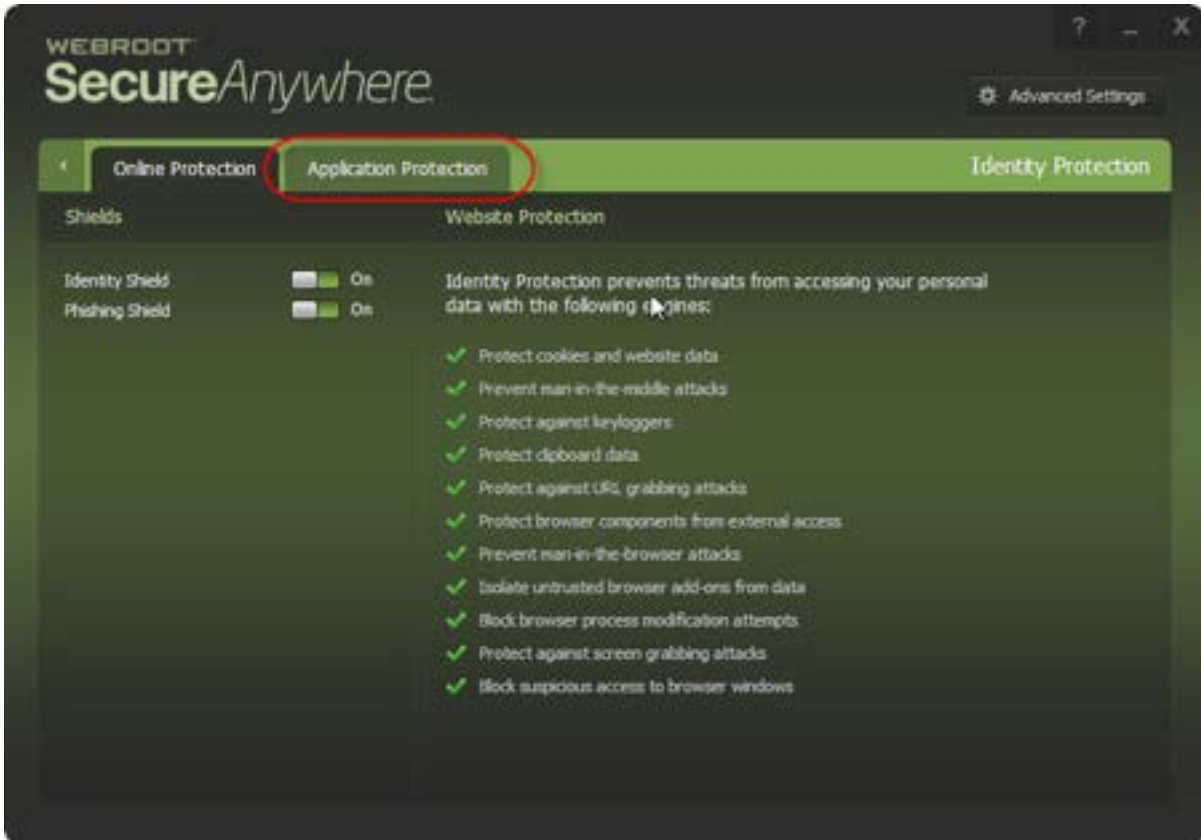 ? _ X
WEBROOT
SecureAnywhere.
Advanced Settings
Online Protection Application Protection Identity Protection
Shields Website Protection
Identity Shield On
Phishing Shield On
Identity Protection prevents threats from accessing your personal
data with the following engines:
Protect cookies and website data
Prevent man-in-the-middle attacks
Protect against keyloggers
Protect clipboard data
Protect against URL grabbing attacks
Protect browser components from external access
Prevent man-in-the-browser attacks
Isolate untrusted browser add-ons from data
Block browser process modification attempts
Protect against screen grabbing attacks
Block suspicious access to browser windows